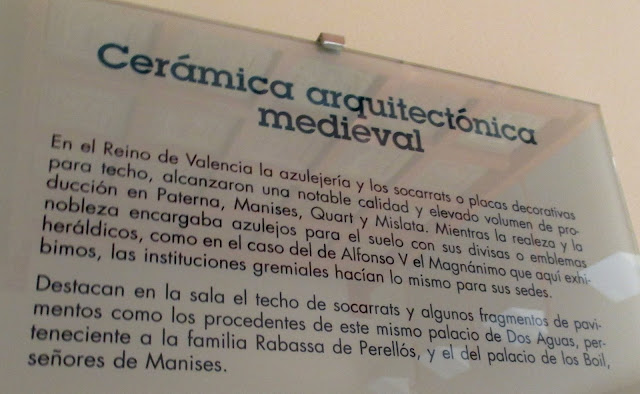 Cerámica arquitectónica
medieval
En el Reino de Valencia la azulejería y los socarrats o placas decorativas
para techo, alcanzaron una notable calidad y elevado volumen de pro-
ducción en Paterna, Manises, Quart y Mislata. Mientras la realeza y la
nobleza encargaba azulejos para el suelo con sus divisas o emblemas
heráldicos, como en el caso del de Alfonso V el Magnánimo que aquí exhi-
bimos, las instituciones gremiales hacían lo mismo para sus sedes.
Destacan en la sala el techo de socarrats y algunos fragmentos de pavi-
mentos como los procedentes de este mismo palacio de Dos Aguas, per-
teneciente a la familia Rabassa de Perellós, y el del palacio de los Boil,
señores de Manises.